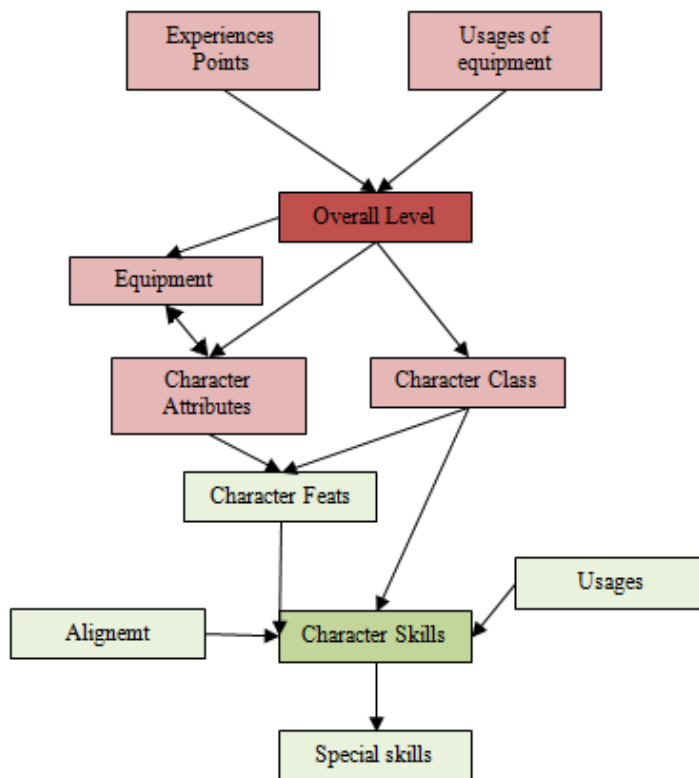 Experiences
Points
Usages of
equipment
Overall Level
Equipment
Character
Attributes
Character Class
Character Feats
Usages
Alignemt
Character Skills
Special skills